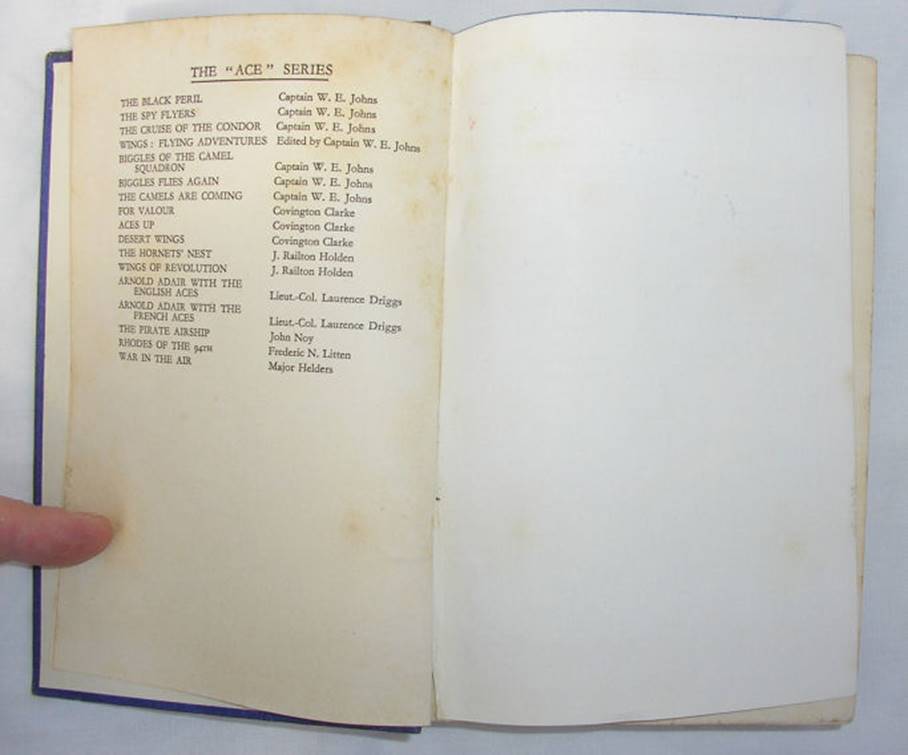 THE "ACE" SERIES
THE BLACK PERIL Captain W. E. Johns
THE SPY FLYERS Captain W. E. Johns
THE CRUISE OF THE CONDOR Captain W. E. Johns
WINGS: FLYING ADVENTURES Edited by Captain W. E. Johns
BIGGLES OF THE CAMEL
SQUADRON Captain W. E. Johns
BIGGLES FLIES AGAIN Captain W. E. Johns
THE CAMELS ARE COMING Captain W. E. Johns
FOR VALOUR Covington Clarke
ACES UP Covington Clarke
DESERT WINGS Covington Clarke
THE HORNETS' NEST J. Railton Holden
WINGS OF REVOLUTION J. Railton Holden
ARNOLD ADAIR WITH THE
ENGLISH ACES Lieut.-Col. Laurence Driggs
ARNOLD ADAIR WITH THE
FRENCH ACES Lieut.-Col. Laurence Driggs
THE PIRATE AIRSHIP John Noy
RHODES OF THE 94TH Frederic N. Litten
WAR IN THE AIR Major Helders